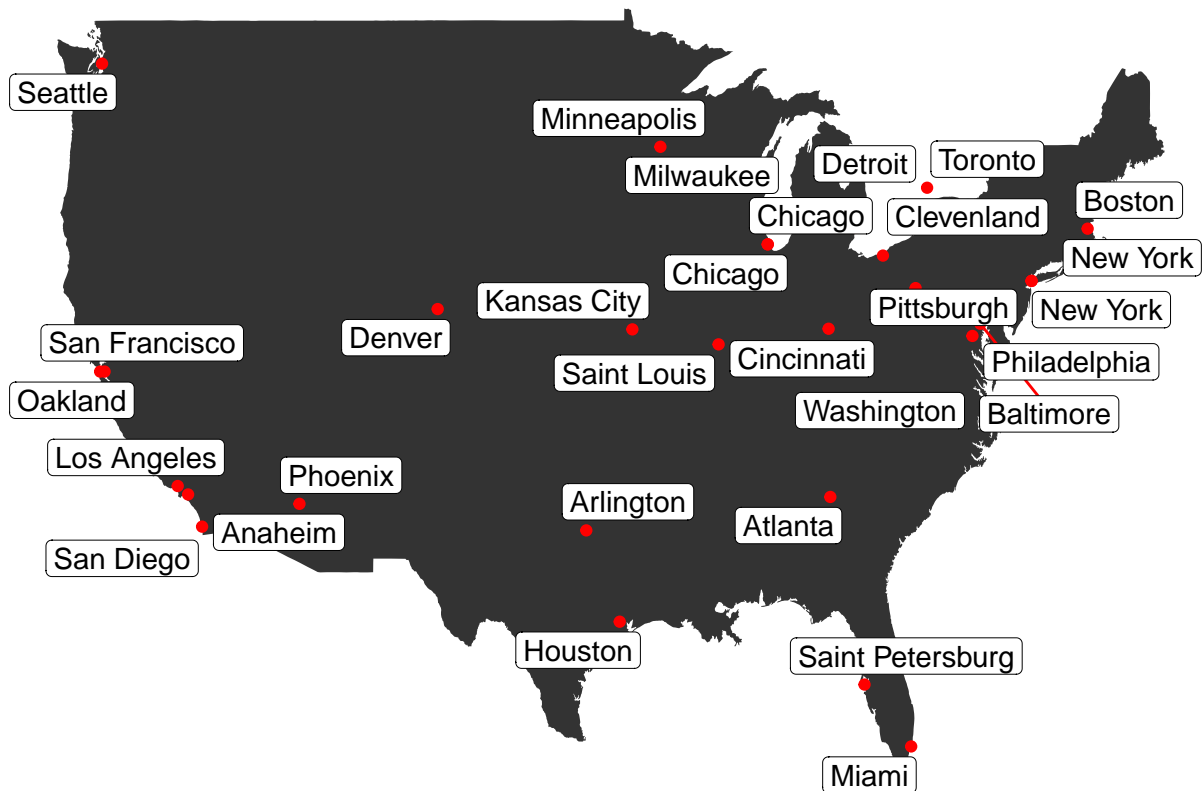 Seattle
Minneapolis
Milwaukee
Detroit
Toronto
Chicago
Clevenland
Boston
Chicago
New York
Kansas City
Pittsburgh
New York
Denver
San Francisco
Saint Louis
Cincinnati
Philadelphia
Oakland
Washington
Baltimore
Los Angeles
Phoenix
Arlington
Atlanta
Anaheim
San Diego
Houston
Saint Petersburg
Miami